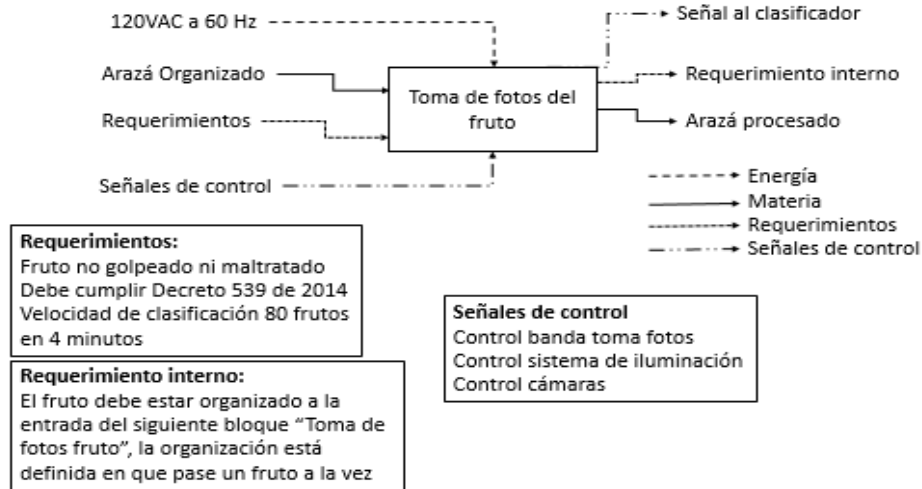 120VAC a 60 Hz
Señal al clasificador
Arazá Organizado
Requerimiento interno
Toma de fotos del
fruto
Requerimientos
Arazá procesado
Señales de control
Energía
Materia
Requerimientos
Señales de control
Requerimientos:
Fruto no golpeado ni maltratado
Debe cumplir Decreto 539 de 2014
Velocidad de clasificación 80 frutos
en 4 minutos
Señales de control
Control banda toma fotos
Control sistema de iluminación
Control cámaras
Requerimiento interno:
El fruto debe estar organizado a la
entrada del siguiente bloque “Toma de
fotos fruto”, la organización está
definida en que pase un fruto a la vez